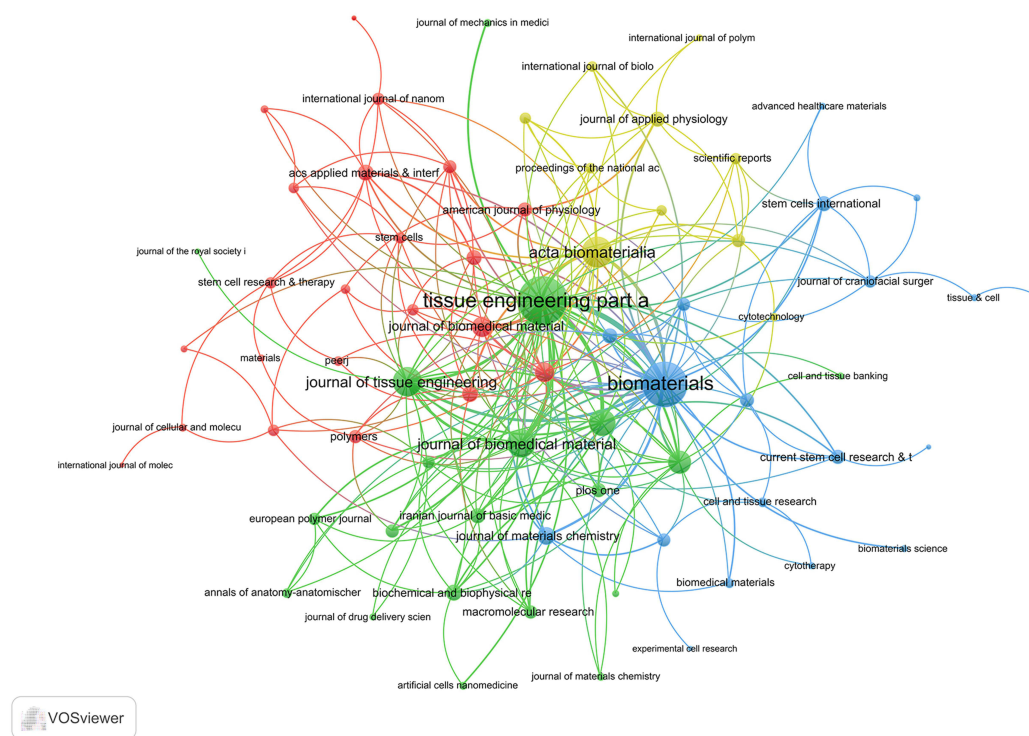 journal of mechanics in medici
international journal of polym
international journal of biolo
international journal of nanom
advanced healthcare materials
journal of applied physiology
scientific reports
proceedings of the national ac
acs applied materials & interf
stem cells international
american journal of physiology
stem cells
journal of the royal society i
acta biomaterialia
stem cell research & therapy
journal of craniofacial surger
tissue & cell
tissue engineering part a
cytotechnology
journal of biomedical material
materials
peerj
journal of tissue engineering
biomaterials
cell and tissue banking
journal of cellular and molecu
polymers
journal of biomedical material
international journal of molec
current stem cell research & t
plos one
cell and tissue research
european polymer journal
iranian journal of basic medic
journal of materials chemistry
biomaterials science
cytotherapy
biomedical materials
annals of anatomy-anatomischer
biochemical and biophysical re
journal of drug delivery scien
macromolecular research
experimental cell research
journal of materials chemistry
artificial cells nanomedicine
VOSviewer